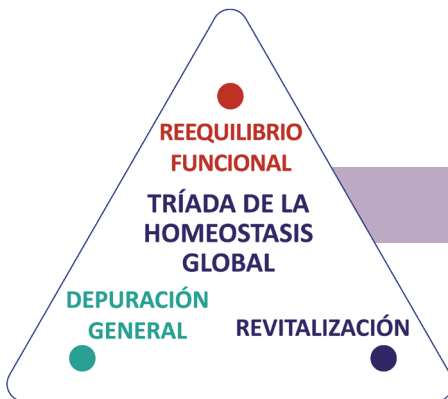 REEQUILIBRIO
FUNCIONAL
TRÍADA DE LA
HOMEOSTASIS
GLOBAL
DEPURACIÓN
GENERAL
REVITALIZACIÓN